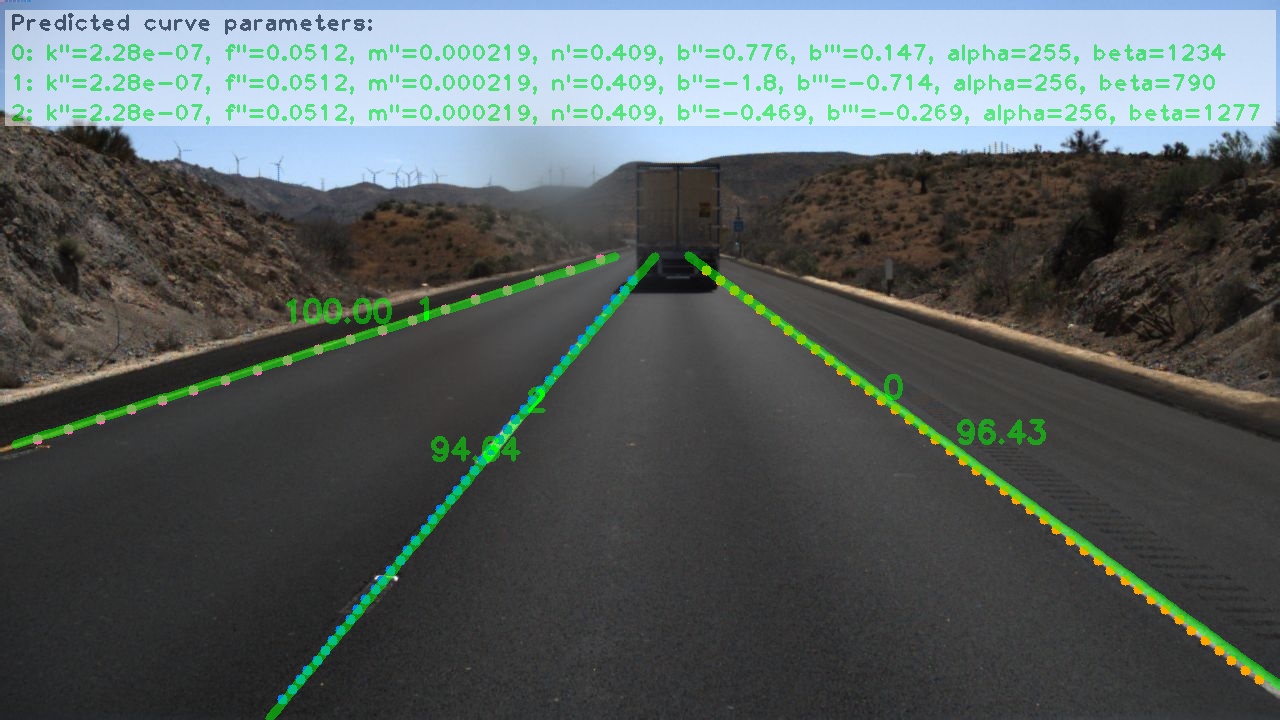 Predicted curve parameters:
0: k''=2.28e-07, f''=0.0512, m''=0.000219, n'=0.409, b''=0.776, b'''=0.147, alpha=255, beta=1234
1: k''=2.28e-07, f''=0.0512, m''=0.000219, n'=0.409, b''=-1.8, b'''=-0.714, alpha=256, beta=790
2: k''=2.28e-07, f''=0.0512, m''=0.000219, n'=0.409, b''=-0.469, b'''=-0.269, alpha=256, beta=1277
100.00 1
2
0
94.64
96.43